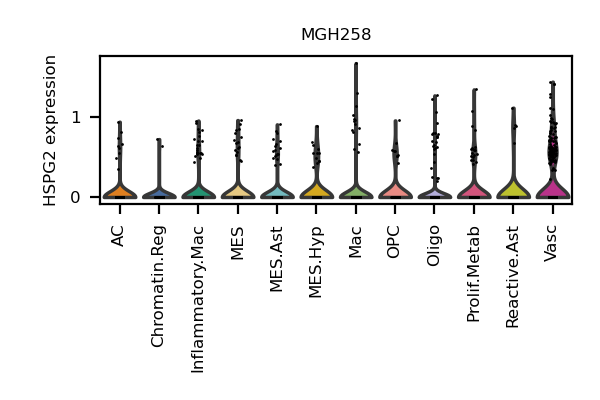 MGH258
HSPG2 expression
1
0
AC
Chromatin.Reg
Inflammatory.Mac
MES
MES.Ast
MES.Hyp
Mac
OPC
Oligo
Prolif.Metab
Reactive.Ast
Vasc